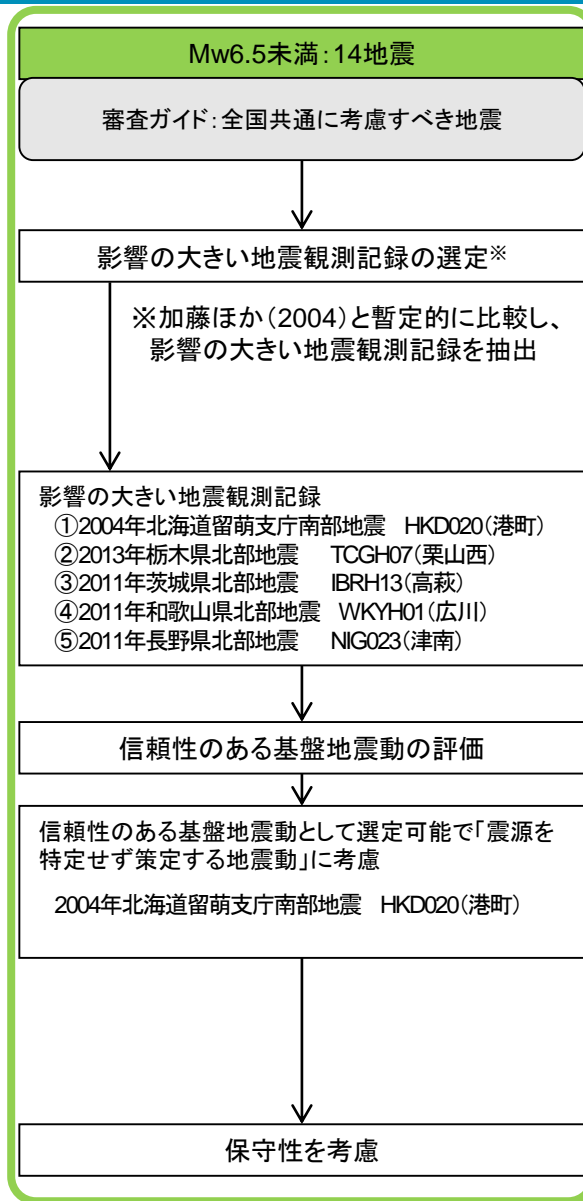 Mw6.5未満：14地震
審査ガイド：全国共通に考慮すべき地震
影響の大きい地震観測記録の選定※
※加藤ほか（2004）と暫定的に比較し、
影響の大きい地震観測記録を抽出
影響の大きい地震観測記録
①2004年北海道留萌支庁南部地震　HKD020（港町）
②2013年栃木県北部地震　TCGH07（栗山西）
③2011年茨城県北部地震　IBRH13（高萩）
④2011年和歌山県北部地震　WKYH01（広川）
⑤2011年長野県北部地震　NIG023（津南）
信頼性のある基盤地震動の評価
信頼性のある基盤地震動として選定可能で「震源を
特定せず策定する地震動」に考慮
2004年北海道留萌支庁南部地震　HKD020（港町）
保守性を考慮